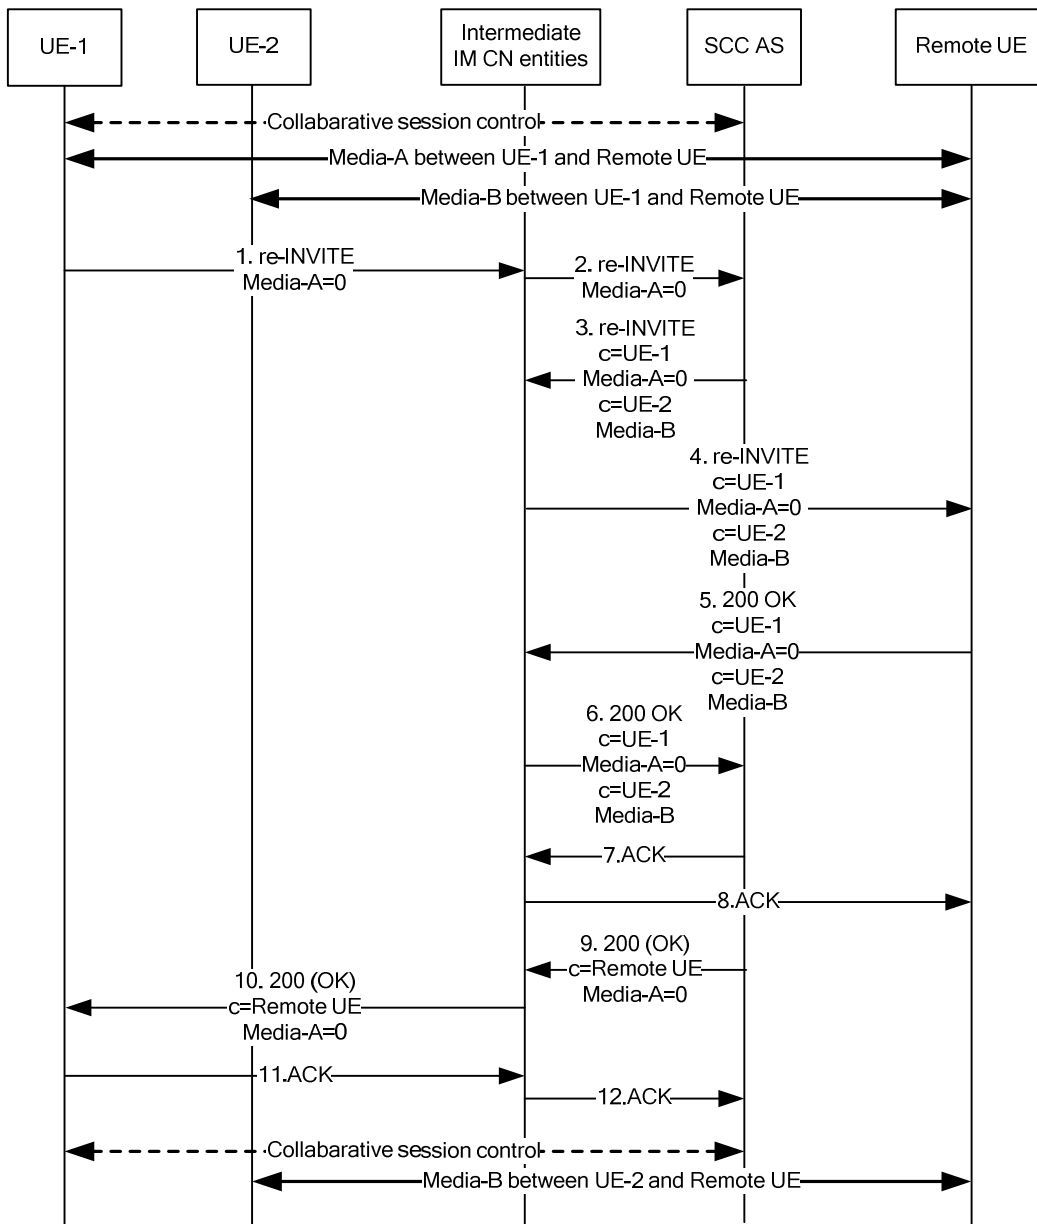 UE-1
UE-2
Intermediate
IM CN entities
SCC AS
Remote UE
Collabarative session control
Media-A between UE-1 and Remote UE
Media-B between UE-1 and Remote UE
1. re-INVITE
Media-A=0
2. re-INVITE
Media-A=0
3. re-INVITE
c=UE-1
Media-A=0
c=UE-2
Media-B
4. re-INVITE
c=UE-1
Media-A=0
c=UE-2
Media-B
5. 200 OK
c=UE-1
Media-A=0
c=UE-2
Media-B
6. 200 OK
c=UE-1
Media-A=0
c=UE-2
Media-B
7.ACK
8.ACK
9. 200 (OK)
c=Remote UE
Media-A=0
10. 200 (OK)
c=Remote UE
Media-A=0
11.ACK
12.ACK
Collabarative session control
Media-B between UE-2 and Remote UE